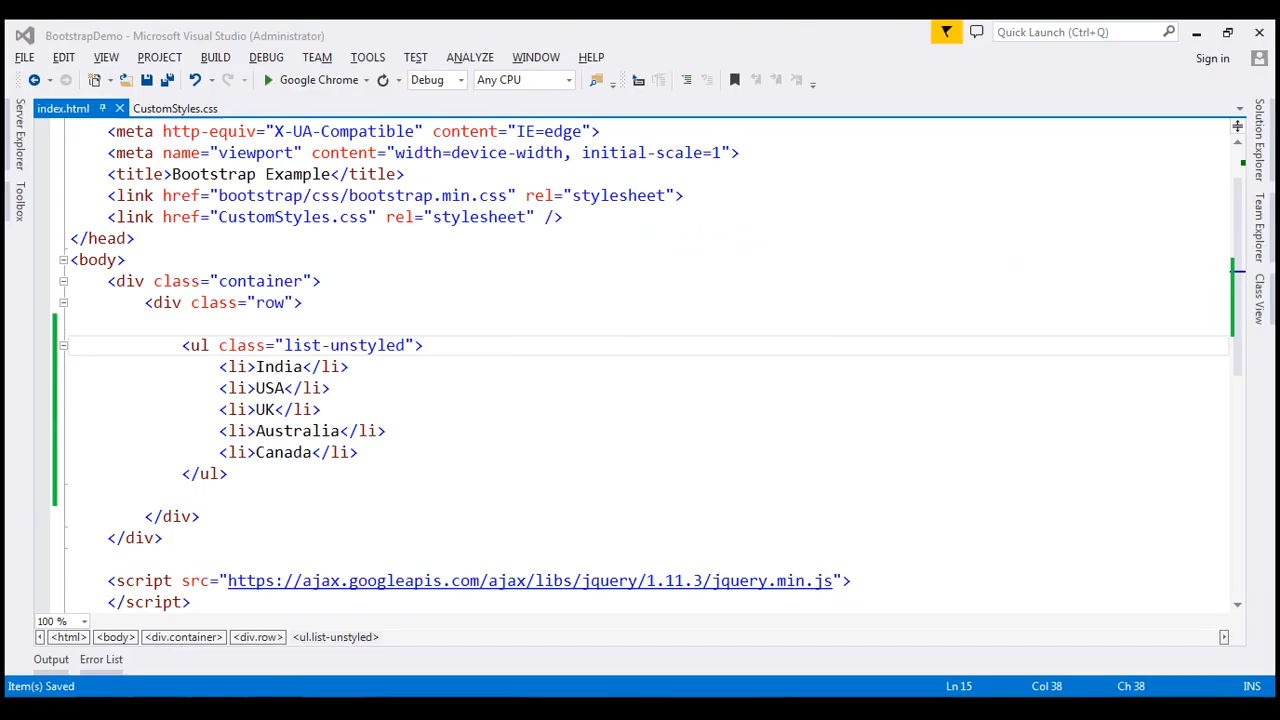 BootstrapDemo - Microsoft Visual Studio (Administrator)
Quick Launch (Ctrl+Q)
FILE EDIT VIEW PROJECT BUILD DEBUG TEAM TOOLS TEST ANALYZE WINDOW HELP
Sign in
Google Chrome Debug Any CPU
index.html CustomStyles.css
Server Explorer
Toolbox
<meta http-equiv="X-UA-Compatible" content="IE=edge">
<meta name="viewport" content="width=device-width, initial-scale=1">
<title>Bootstrap Example</title>
<link href="bootstrap/css/bootstrap.min.css" rel="stylesheet">
<link href="CustomStyles.css" rel="stylesheet" />
</head>
<body>
<div class="container">
<div class="row">
<ul class="list-unstyled">
<li>India</li>
<li>USA</li>
<li>UK</li>
<li>Australia</li>
<li>Canada</li>
</ul>
</div>
</div>
<script src="https://ajax.googleapis.com/ajax/libs/jquery/1.11.3/jquery.min.js">
</script>
Solution Explorer
Team Explorer
Class View
100 %
<html> <body> <div.container> <div.row> <ul.list-unstyled>
Output Error List
Item(s) Saved Ln 15 Col 38 Ch 38 INS